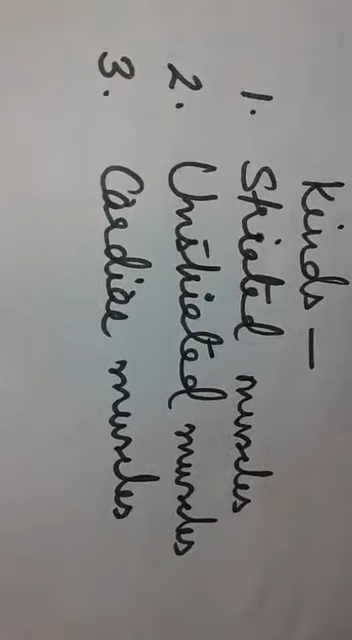 Kinds —
1. Striated muscles
2. Unstriated muscles
3. Cardiac muscles